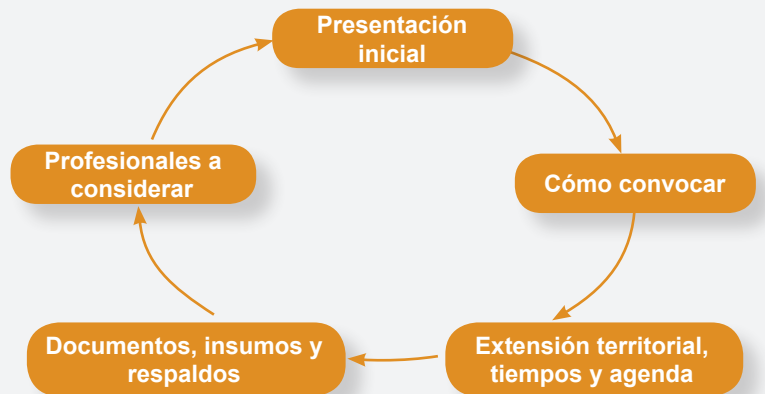 Presentación
inicial
Cómo convocar
Extensión territorial,
tiempos y agenda
Documentos, insumos y
respaldos
Profesionales a
considerar